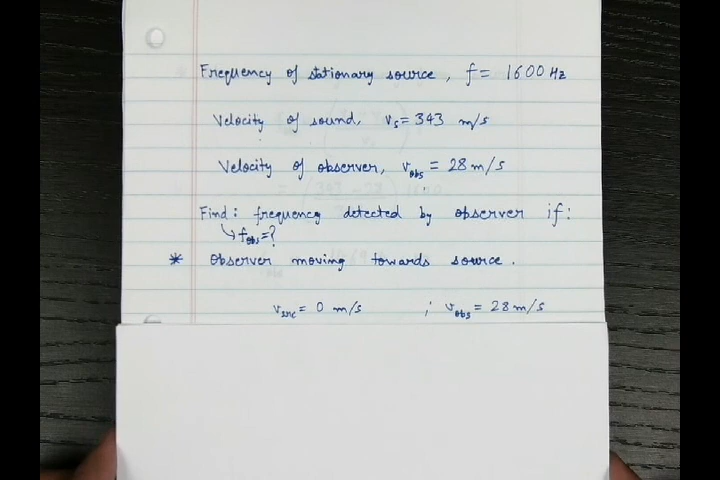 Frequency of stationary source, f = 1600 Hz
Velocity of sound, vs = 343 m/s
Velocity of observer, vobs = 28 m/s
Find: frequency detected by observer if:
↳ fobs = ?
* Observer moving towards source.
vsrc = 0 m/s ; vobs = 28 m/s